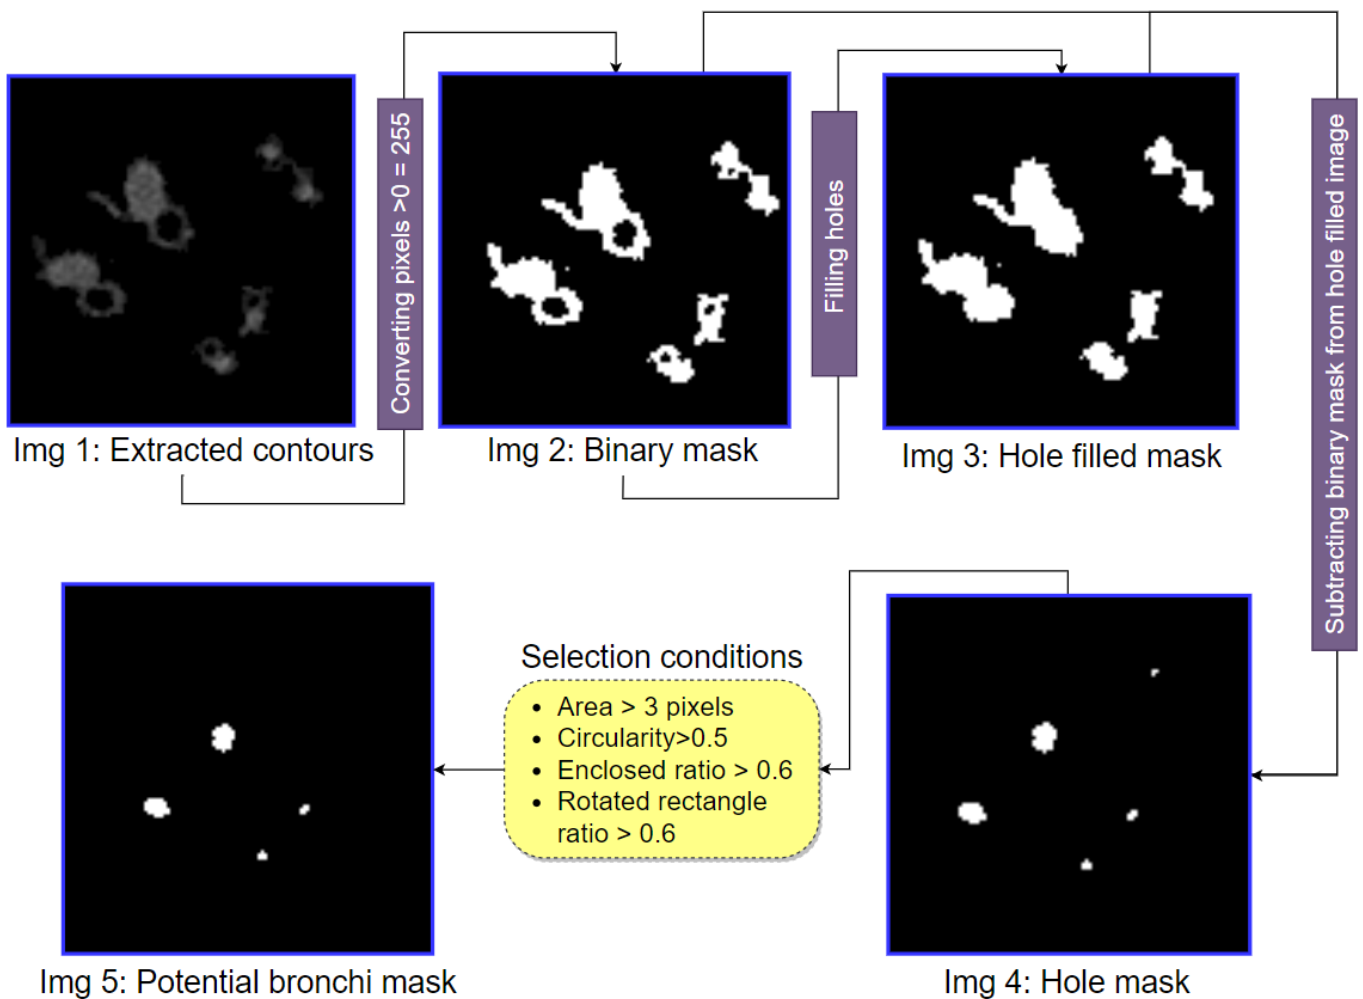 Converting pixels >0 = 255
Filling holes
Subtracting binary mask from hole filled image
Img 1: Extracted contours
Img 2: Binary mask
Img 3: Hole filled mask
Selection conditions
• Area > 3 pixels
• Circularity>0.5
• Enclosed ratio > 0.6
• Rotated rectangle
ratio > 0.6
Img 5: Potential bronchi mask
Img 4: Hole mask